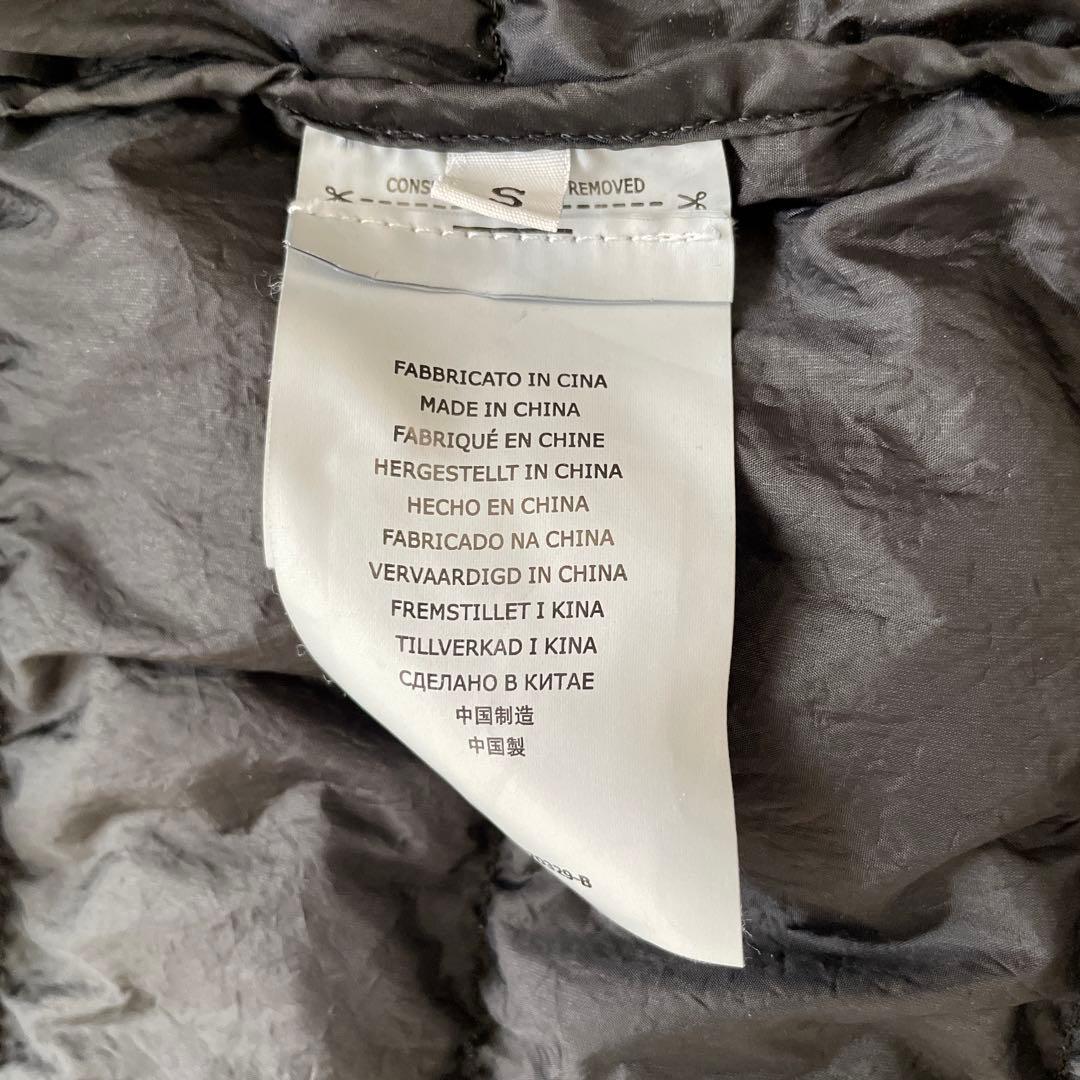 S
REMOVED
FABBRICATO IN CINA
MADE IN CHINA
FABRIQUÉ EN CHINE
HERGESTELLT IN CHINA
HECHO EN CHINA
FABRICADO NA CHINA
VERVAARDIGD IN CHINA
FREMSTILLET I KINA
TILLVERKAD I KINA
СДЕЛАНО В КИТАЕ
中国制造
中国製